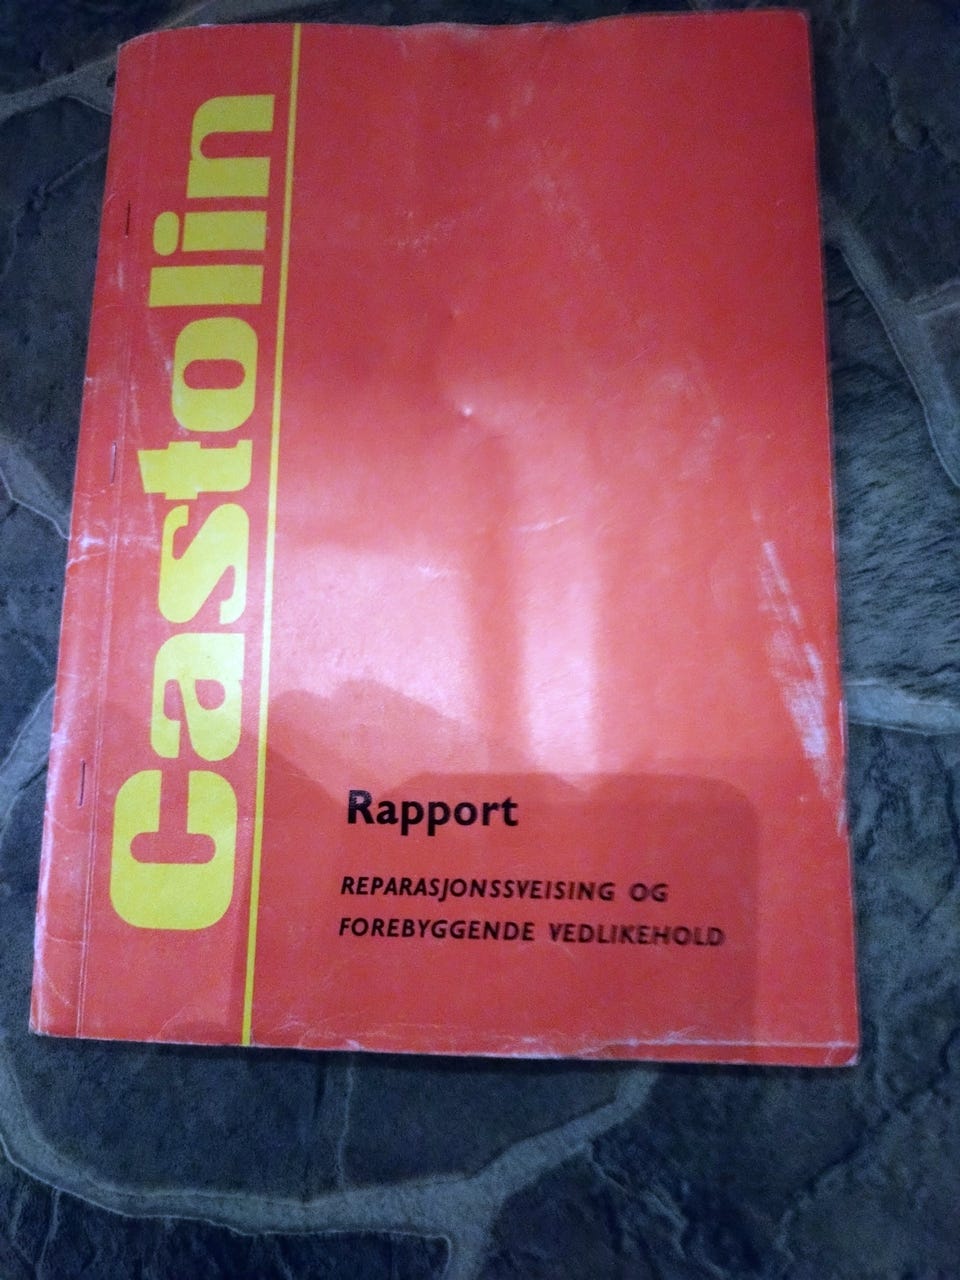 Castolin
Rapport
REPARASJONSSVEISING OG
FOREBYGGENDE VEDLIKEHOLD